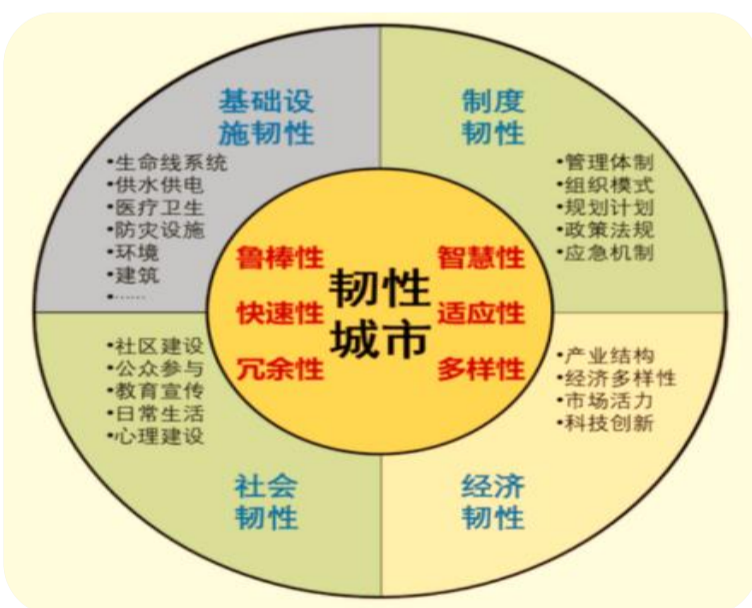 基础设
施韧性
•生命线系统
•供水供电
•医疗卫生
•防灾设施
•环境
•建筑
•……
制度
韧性
•管理体制
•组织模式
•规划计划
•政策法规
•应急机制
鲁棒性
快速性
冗余性
韧性
城市
智慧性
适应性
多样性
•社区建设
•公众参与
•教育宣传
•日常生活
•心理建设
社会
韧性
•产业结构
•经济多样性
•市场活力
•科技创新
经济
韧性